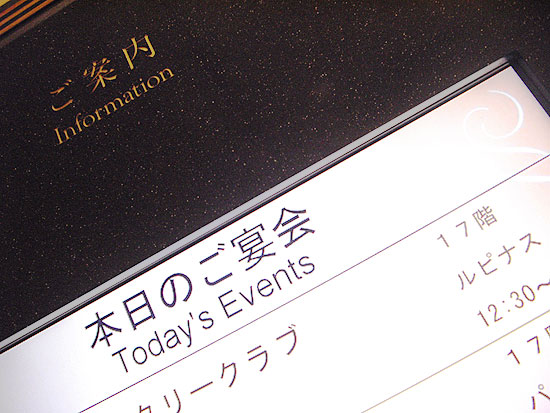 ご案内
Information
本日のご宴会
Today's Events
クリークラブ
17階
ルピナス
12:30～
17階
パ